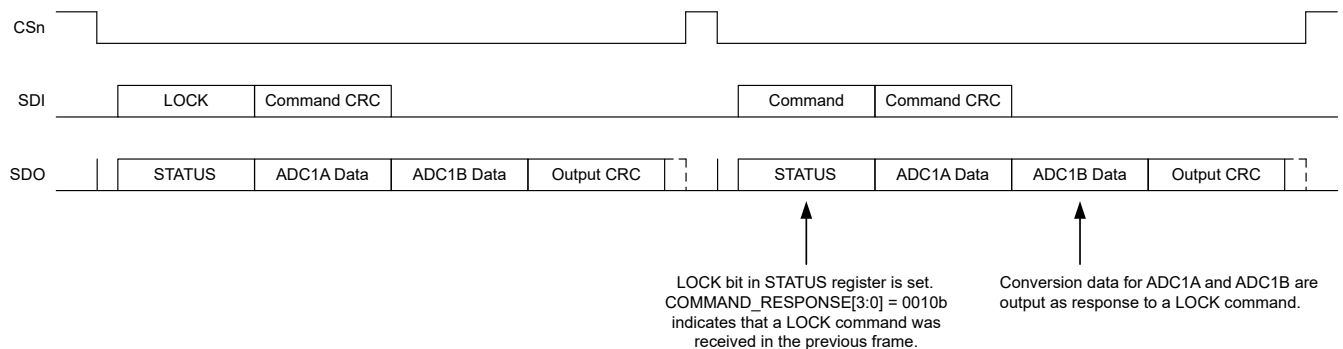 CSn
SDI LOCK Command CRC Command Command CRC
SDO STATUS ADC1A Data ADC1B Data Output CRC STATUS ADC1A Data ADC1B Data Output CRC
LOCK bit in STATUS register is set.
COMMAND_RESPONSE[3:0] = 0010b
indicates that a LOCK command was
received in the previous frame.
Conversion data for ADC1A and ADC1B are
output as response to a LOCK command.